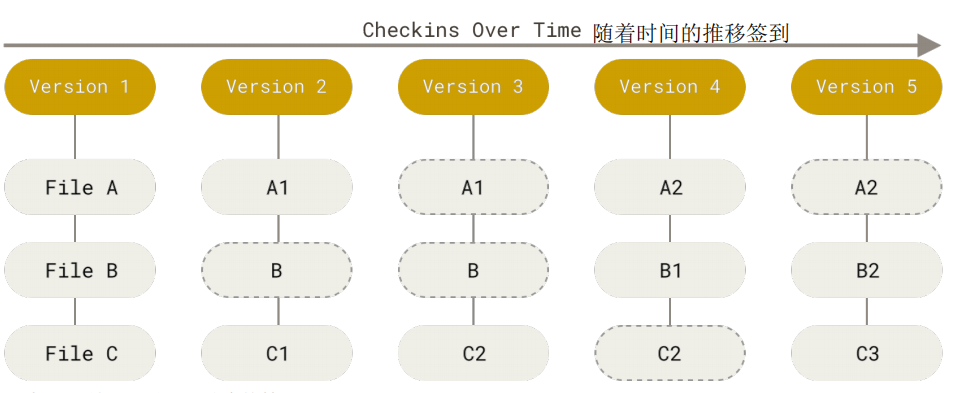 Checkins Over Time 随着时间的推移签到
Version 1 Version 2 Version 3 Version 4 Version 5
File A A1 A1 A2 A2
File B B B B1 B2
File C C1 C2 C2 C3